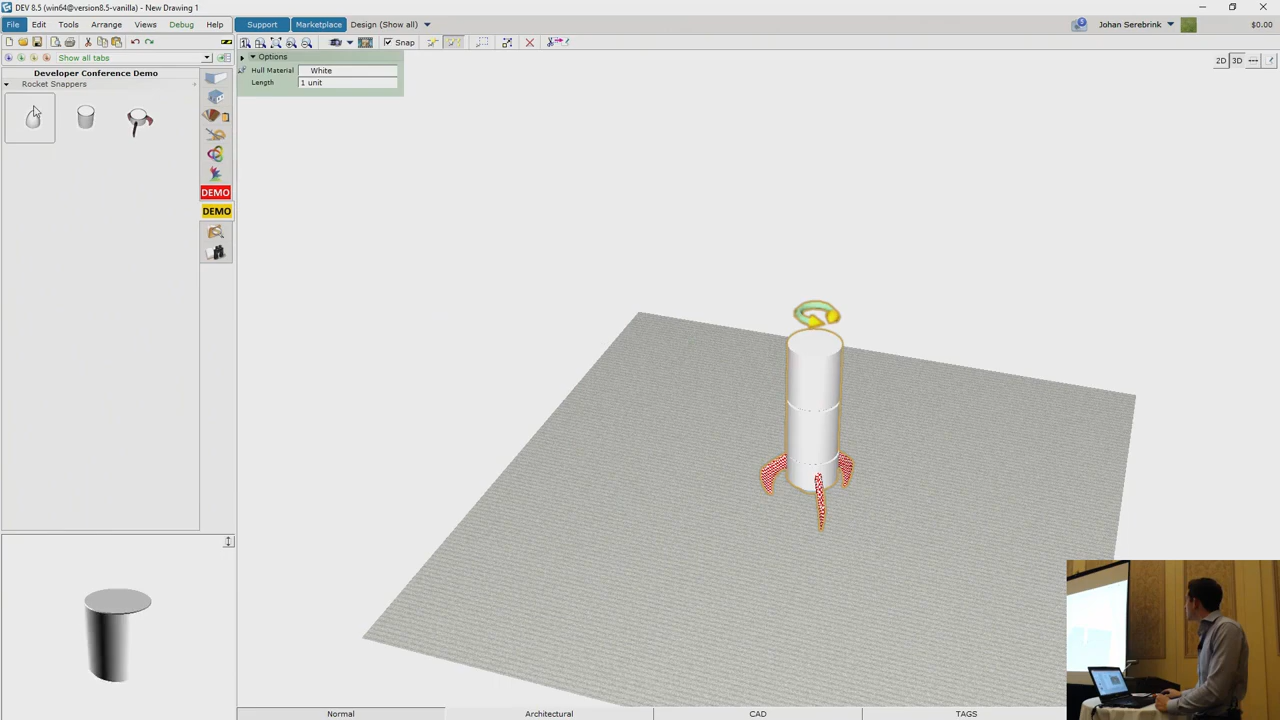 DEV 8.5 (win64@version8.5-vanilla) - New Drawing 1
File Edit Tools Arrange Views Debug Help Support Marketplace Design (Show all) 5 Johan Serebrink $0.00
Show all tabs Snap
Options
Hull Material White
Length 1 unit
2D 3D
Developer Conference Demo
Rocket Snappers
DEMO
DEMO
Normal Architectural CAD TAGS